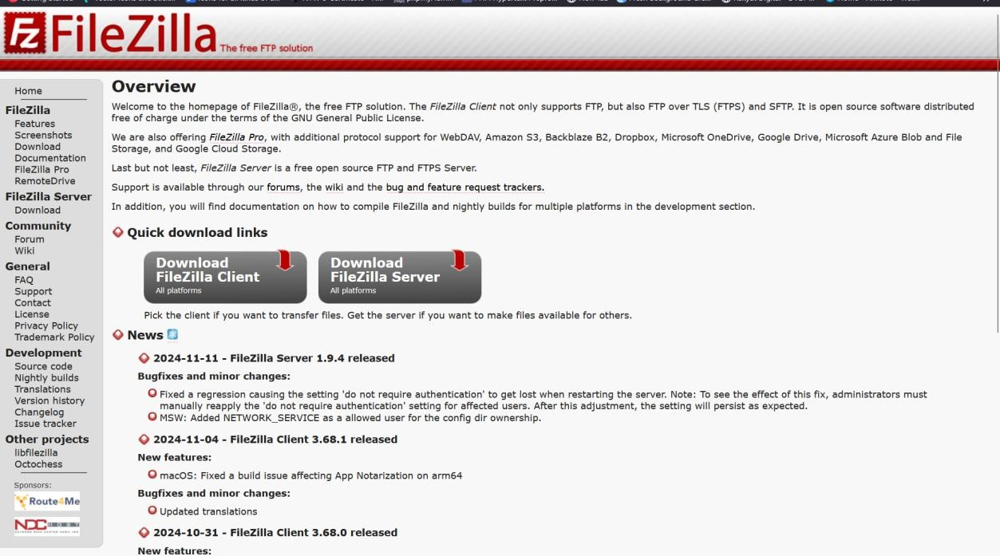 FileZilla The free FTP solution
Home
FileZilla
Features
Screenshots
Download
Documentation
FileZilla Pro
RemoteDrive
FileZilla Server
Download
Community
Forum
Wiki
General
FAQ
Support
Contact
License
Privacy Policy
Trademark Policy
Development
Source code
Nightly builds
Translations
Version history
Changelog
Issue tracker
Other projects
libfilezilla
Octochess
Sponsors:
Route4Me
NDC HOST
Overview
Welcome to the homepage of FileZilla®, the free FTP solution. The FileZilla Client not only supports FTP, but also FTP over TLS (FTPS) and SFTP. It is open source software distributed
free of charge under the terms of the GNU General Public License.
We are also offering FileZilla Pro, with additional protocol support for WebDAV, Amazon S3, Backblaze B2, Dropbox, Microsoft OneDrive, Google Drive, Microsoft Azure Blob and File
Storage, and Google Cloud Storage.
Last but not least, FileZilla Server is a free open source FTP and FTPS Server.
Support is available through our forums, the wiki and the bug and feature request trackers.
In addition, you will find documentation on how to compile FileZilla and nightly builds for multiple platforms in the development section.
Quick download links
Download
FileZilla Client
All platforms
Download
FileZilla Server
All platforms
Pick the client if you want to transfer files. Get the server if you want to make files available for others.
News
2024-11-11 - FileZilla Server 1.9.4 released
Bugfixes and minor changes:
Fixed a regression causing the setting 'do not require authentication' to get lost when restarting the server. Note: To see the effect of this fix, administrators must
manually reapply the 'do not require authentication' setting for affected users. After this adjustment, the setting will persist as expected.
MSW: Added NETWORK_SERVICE as a allowed user for the config dir ownership.
2024-11-04 - FileZilla Client 3.68.1 released
New features:
macOS: Fixed a build issue affecting App Notarization on arm64
Bugfixes and minor changes:
Updated translations
2024-10-31 - FileZilla Client 3.68.0 released
New features: